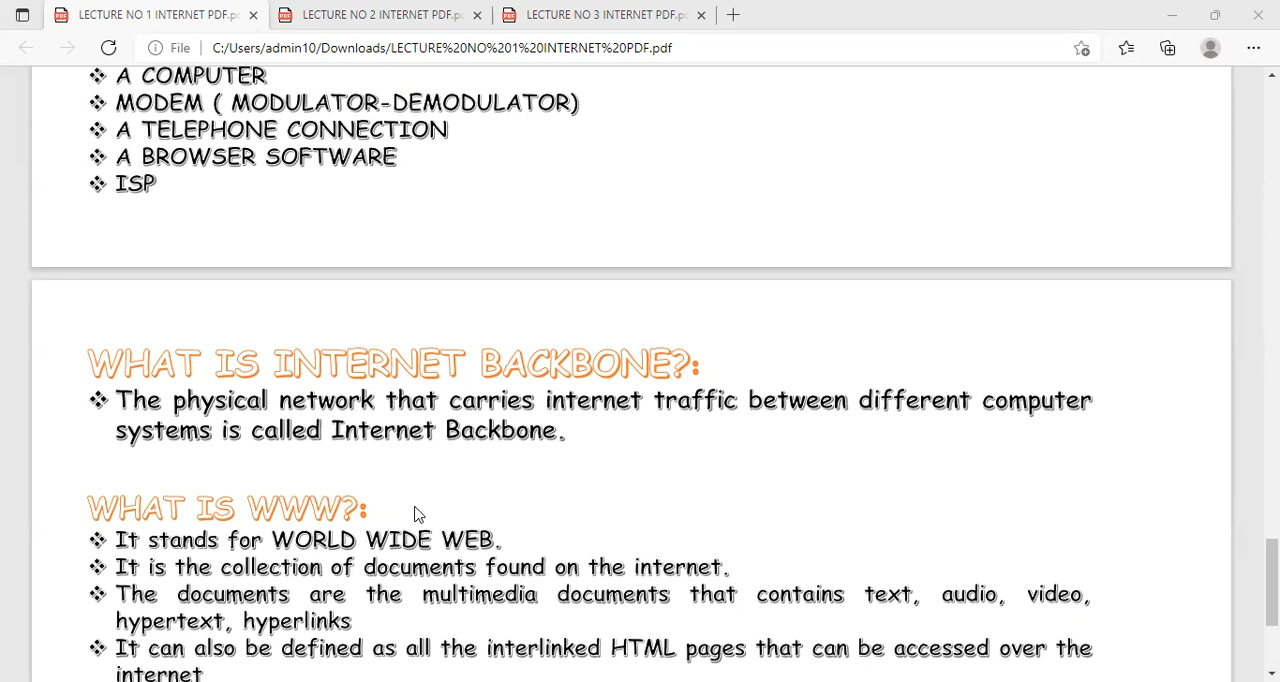 LECTURE NO 1 INTERNET PDF.p
LECTURE NO 2 INTERNET PDF.p
LECTURE NO 3 INTERNET PDF.p
File
C:/Users/admin10/Downloads/LECTURE%20NO%201%20INTERNET%20PDF.pdf
❖ A COMPUTER
❖ MODEM ( MODULATOR-DEMODULATOR)
❖ A TELEPHONE CONNECTION
❖ A BROWSER SOFTWARE
❖ ISP
WHAT IS INTERNET BACKBONE?:
❖ The physical network that carries internet traffic between different computer
systems is called Internet Backbone.
WHAT IS WWW?:
❖ It stands for WORLD WIDE WEB.
❖ It is the collection of documents found on the internet.
❖ The documents are the multimedia documents that contains text, audio, video,
hypertext, hyperlinks
❖ It can also be defined as all the interlinked HTML pages that can be accessed over the
internet